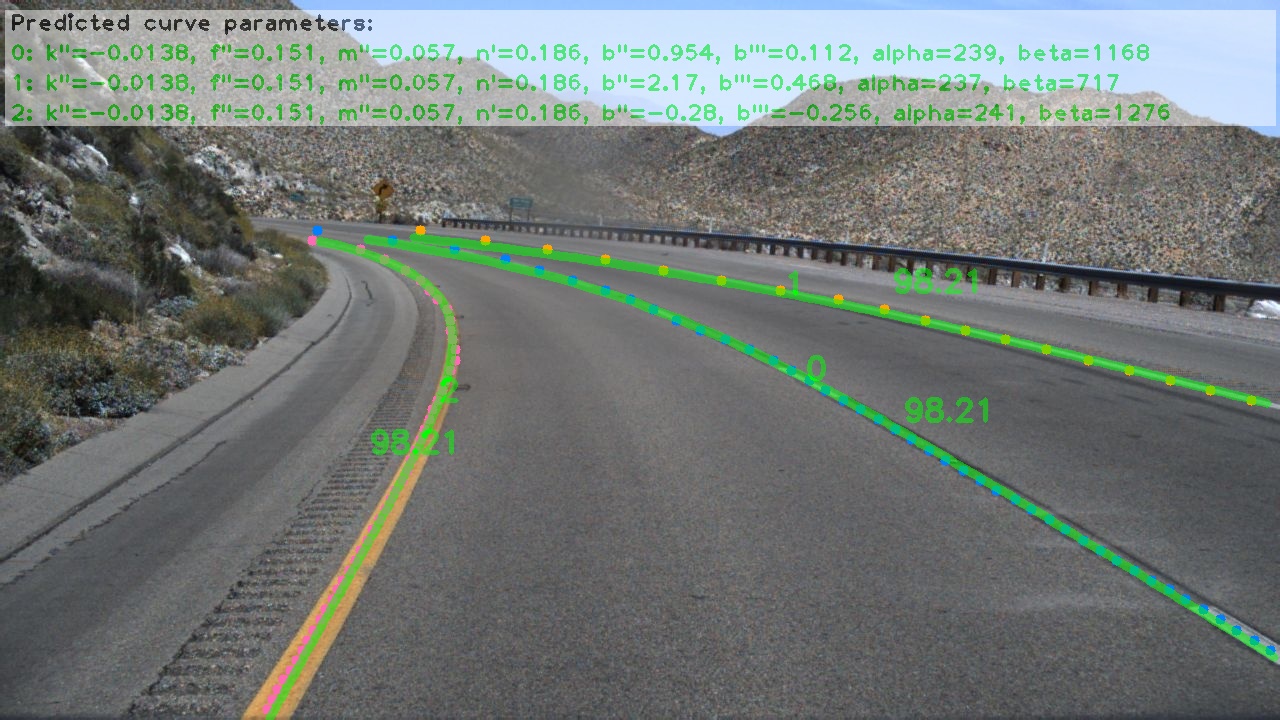 Predicted curve parameters:
0: k''=-0.0138, f''=0.151, m''=0.057, n'=0.186, b''=0.954, b'''=0.112, alpha=239, beta=1168
1: k''=-0.0138, f''=0.151, m''=0.057, n'=0.186, b''=2.17, b'''=0.468, alpha=237, beta=717
2: k''=-0.0138, f''=0.151, m''=0.057, n'=0.186, b''=-0.28, b'''=-0.256, alpha=241, beta=1276
1 98.21
0
98.21
2
98.21